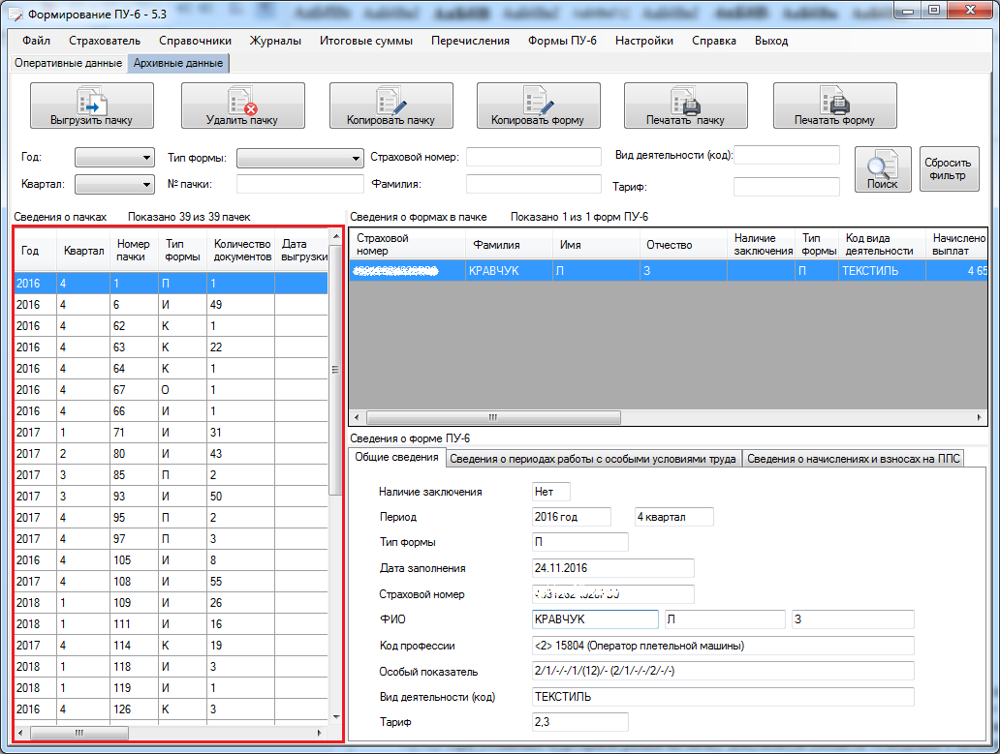 Формирование ПУ-6 - 5.3
Файл Страхователь Справочники Журналы Итоговые суммы Перечисления Формы ПУ-6 Настройки Справка Выход
Оперативные данные Архивные данные
Выгрузить пачку Удалить пачку Копировать пачку Копировать форму Печатать пачку Печатать форму
Год: Тип формы: Страховой номер: Вид деятельности (код):
Квартал: № пачки: Фамилия: Тариф:
Поиск
Сбросить фильтр
Сведения о пачках Показано 39 из 39 пачек
Год Квартал Номер пачки Тип формы Количество документов Дата выгрузки
2016 4 1 П 1
2016 4 6 И 49
2016 4 62 К 1
2016 4 63 К 22
2016 4 64 К 1
2016 4 67 О 1
2016 4 66 И 1
2017 1 71 И 31
2017 2 80 И 43
2017 3 85 П 2
2017 3 93 И 50
2017 4 95 П 2
2017 4 97 П 3
2016 4 105 И 8
2017 4 108 И 55
2018 1 109 И 26
2018 1 111 И 16
2017 4 114 К 19
2018 1 118 И 3
2018 1 119 И 1
2016 4 126 К 3
Сведения о формах в пачке Показано 1 из 1 форм ПУ-6
Страховой номер Фамилия Имя Отчество Наличие заключения Тип формы Код вида деятельности Начислено выплат
КРАВЧУК Л З П ТЕКСТИЛЬ 4 65
Сведения о форме ПУ-6
Общие сведения Сведения о периодах работы с особыми условиями труда Сведения о начислениях и взносах на ППС
Наличие заключения Нет
Период 2016 год 4 квартал
Тип формы П
Дата заполнения 24.11.2016
Страховой номер
ФИО КРАВЧУК Л З
Код профессии <2> 15804 (Оператор плетельной машины)
Особый показатель 2/1/-/-/1/(12)/- (2/1/-/-/2/-/-)
Вид деятельности (код) ТЕКСТИЛЬ
Тариф 2,3